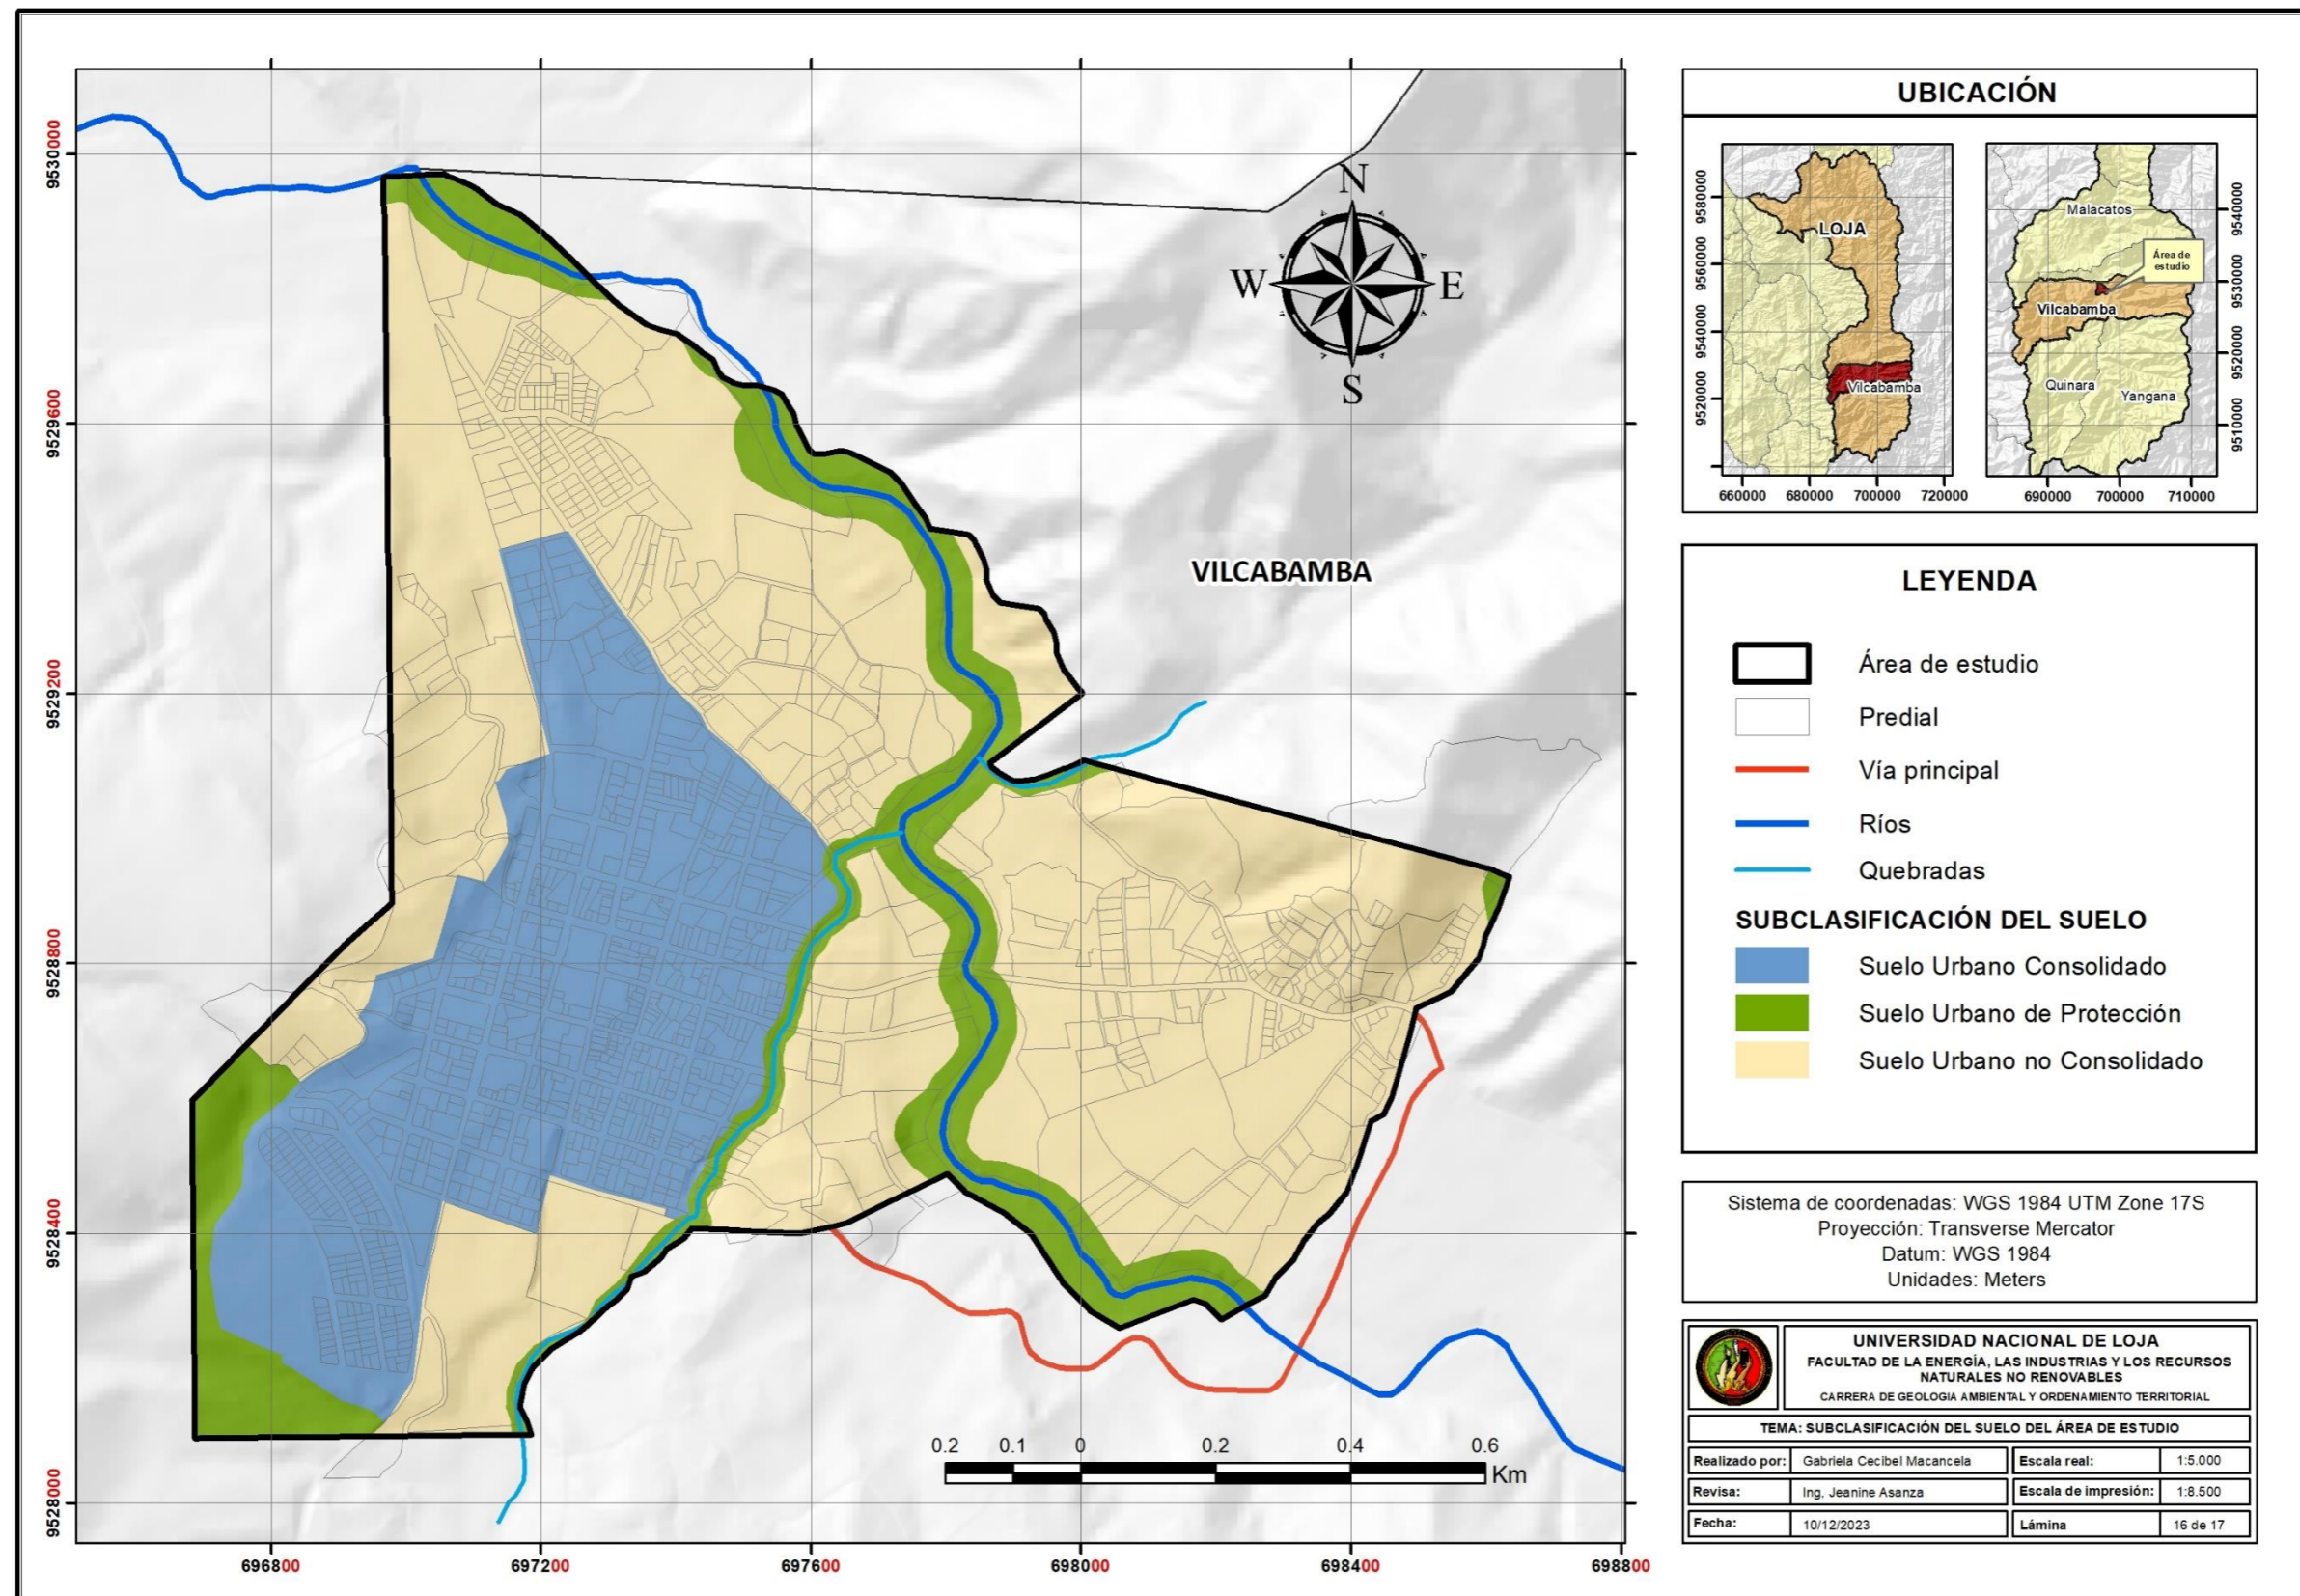 9530000
9529600
9529200
9528800
9528400
9528000
696800
697200
697600
698000
698400
698800
N
W
E
S
VILCABAMBA
0.2 0.1 0 0.2 0.4 0.6
Km
UBICACIÓN
9580000
9560000
9540000
9520000
660000 680000 700000 720000
LOJA
Vilcabamba
Malacatos
Área de
estudio
Vilcabamba
Quinara
Yangana
9540000
9530000
9520000
9510000
690000 700000 710000
LEYENDA
Área de estudio
Predial
Vía principal
Ríos
Quebradas
SUBCLASIFICACIÓN DEL SUELO
Suelo Urbano Consolidado
Suelo Urbano de Protección
Suelo Urbano no Consolidado
Sistema de coordenadas: WGS 1984 UTM Zone 17S
Proyección: Transverse Mercator
Datum: WGS 1984
Unidades: Meters
UNIVERSIDAD NACIONAL DE LOJA
FACULTAD DE LA ENERGÍA, LAS INDUSTRIAS Y LOS RECURSOS
NATURALES NO RENOVABLES
CARRERA DE GEOLOGIA AMBIENTAL Y ORDENAMIENTO TERRITORIAL
TEMA: SUBCLASIFICACIÓN DEL SUELO DEL ÁREA DE ESTUDIO
Realizado por: Gabriela Cecibel Macancela Escala real: 1:5.000
Revisa: Ing, Jeanine Asanza Escala de impresión: 1:8.500
Fecha: 10/12/2023 Lámina 16 de 17